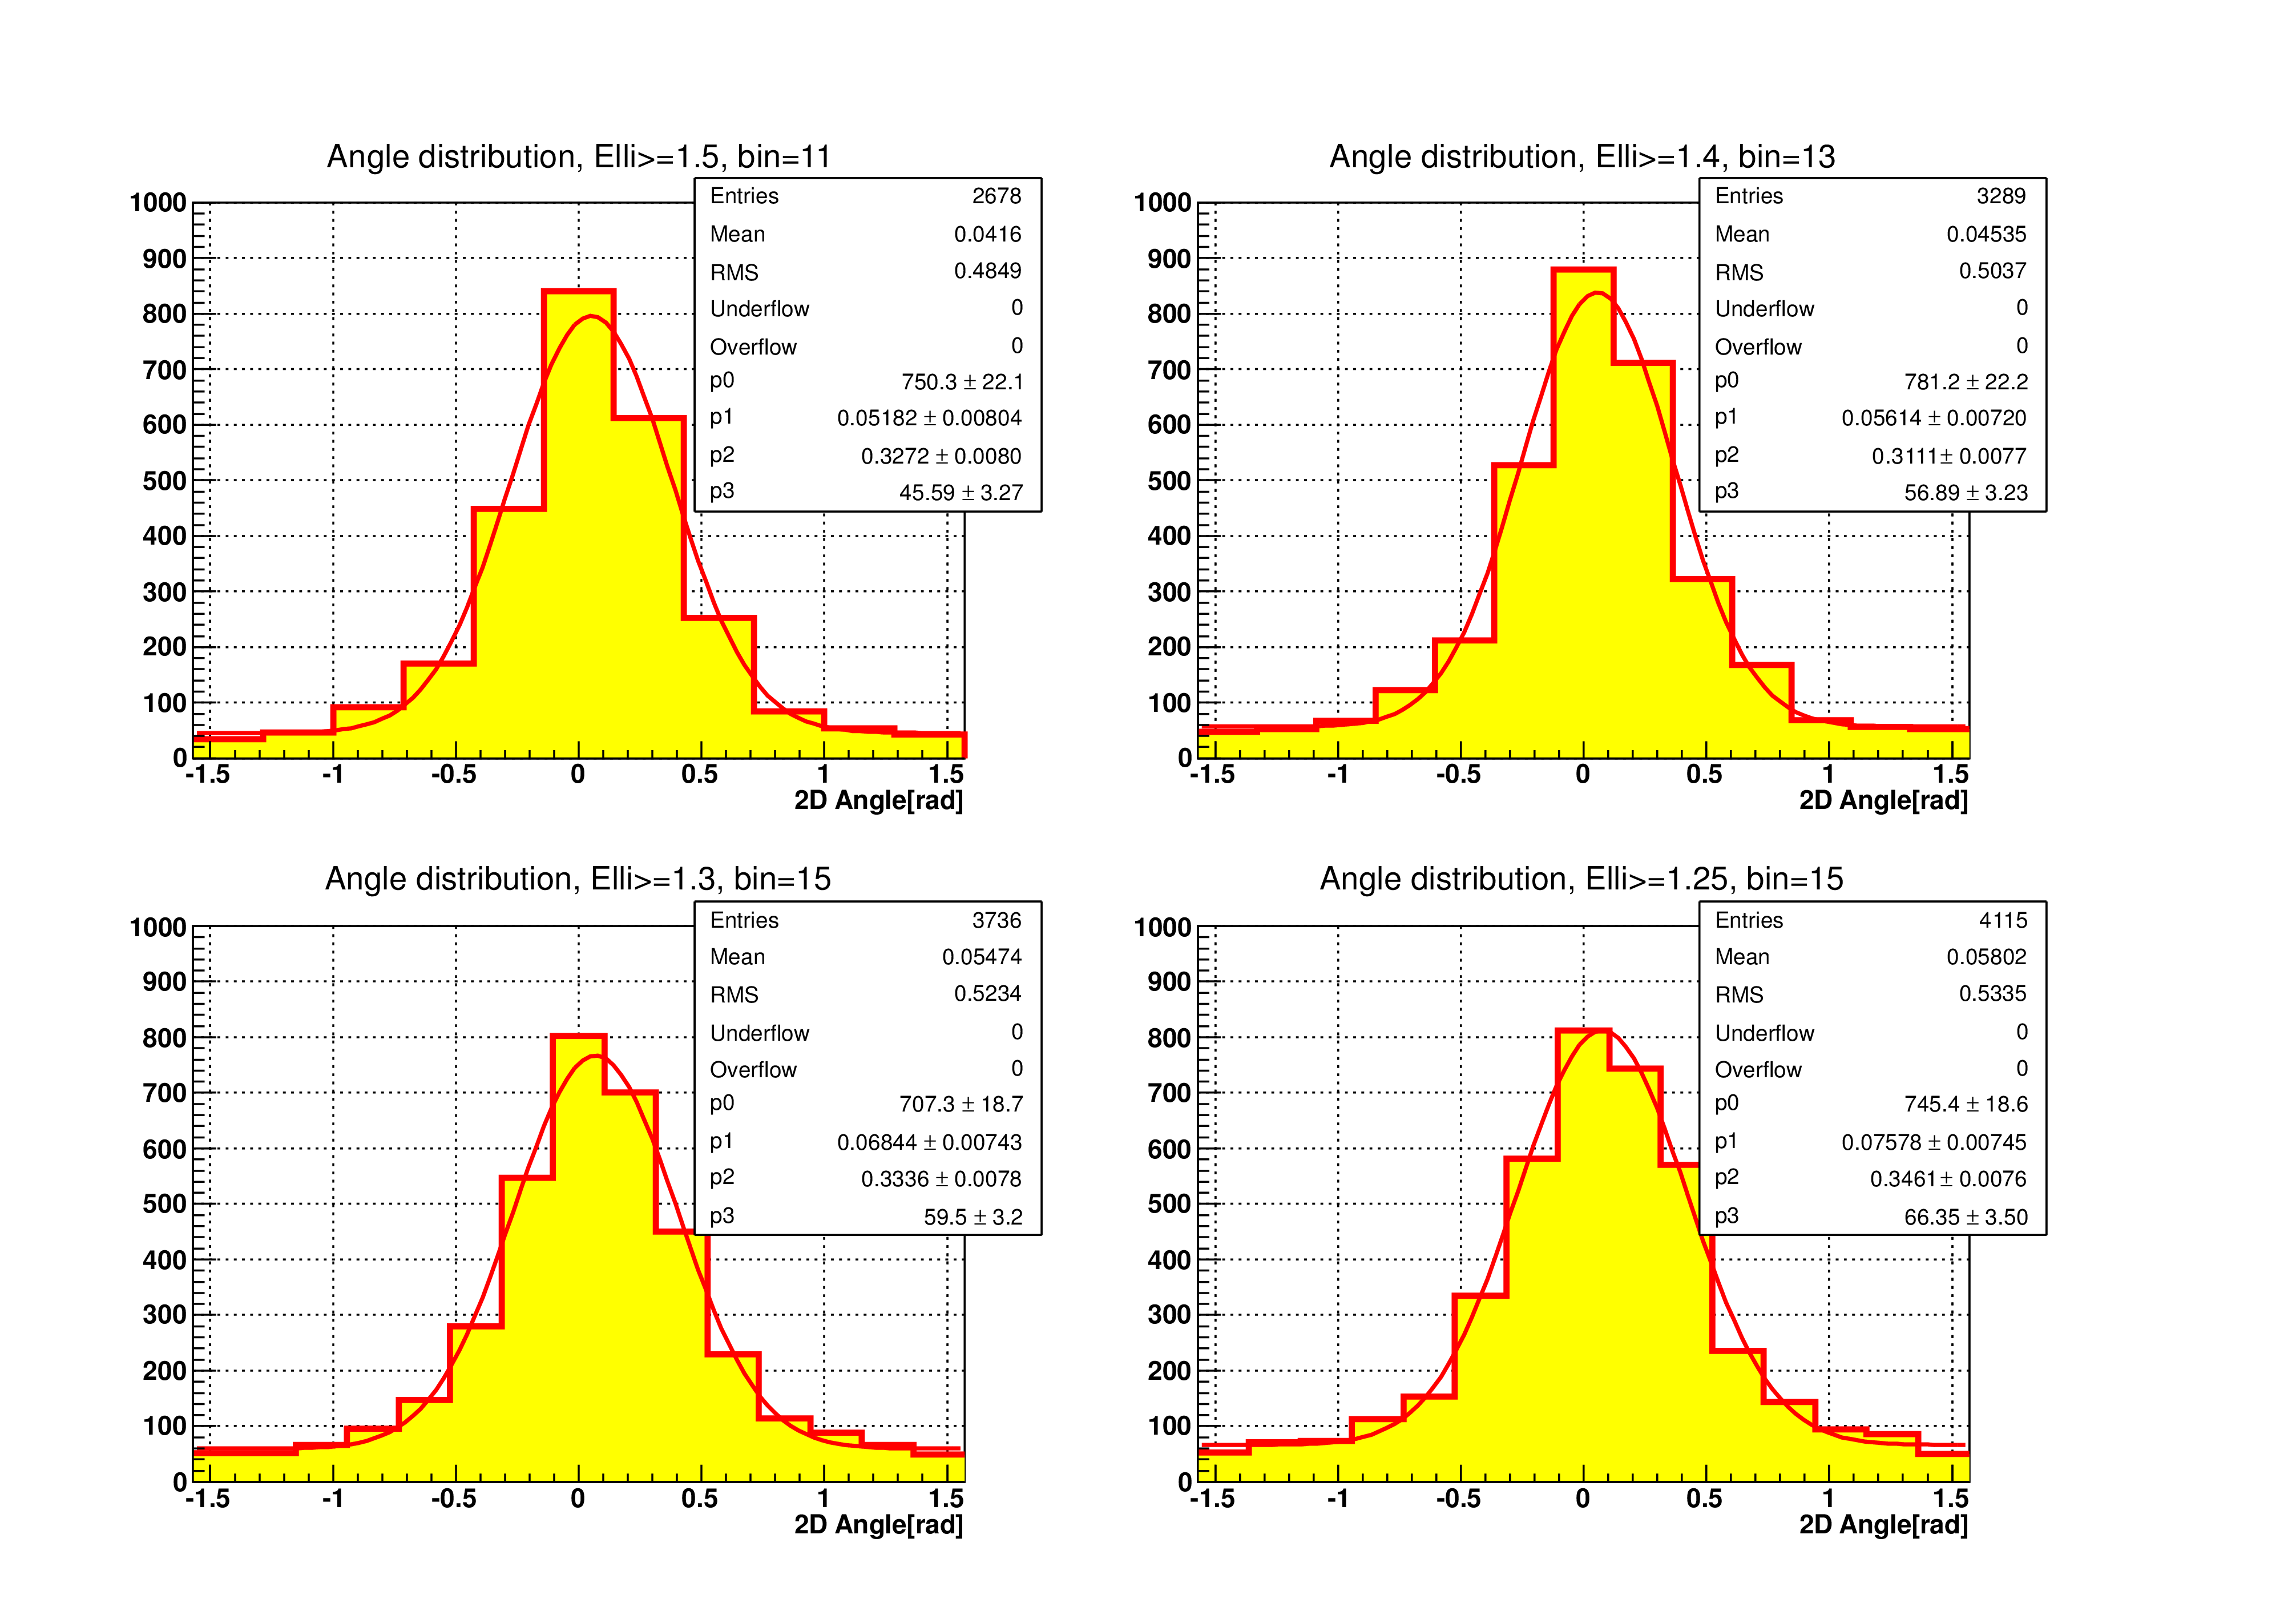 Angle distribution, Elli>=1.5, bin=11
Entries 2678
Mean 0.0416
RMS 0.4849
Underflow 0
Overflow 0
p0 750.3 ± 22.1
p1 0.05182 ± 0.00804
p2 0.3272 ± 0.0080
p3 45.59 ± 3.27
1000
900
800
700
600
500
400
300
200
100
0
-1.5 -1 -0.5 0 0.5 1 1.5
2D Angle[rad]
Angle distribution, Elli>=1.4, bin=13
Entries 3289
Mean 0.04535
RMS 0.5037
Underflow 0
Overflow 0
p0 781.2 ± 22.2
p1 0.05614 ± 0.00720
p2 0.3111± 0.0077
p3 56.89 ± 3.23
1000
900
800
700
600
500
400
300
200
100
0
-1.5 -1 -0.5 0 0.5 1 1.5
2D Angle[rad]
Angle distribution, Elli>=1.3, bin=15
Entries 3736
Mean 0.05474
RMS 0.5234
Underflow 0
Overflow 0
p0 707.3 ± 18.7
p1 0.06844 ± 0.00743
p2 0.3336 ± 0.0078
p3 59.5 ± 3.2
1000
900
800
700
600
500
400
300
200
100
0
-1.5 -1 -0.5 0 0.5 1 1.5
2D Angle[rad]
Angle distribution, Elli>=1.25, bin=15
Entries 4115
Mean 0.05802
RMS 0.5335
Underflow 0
Overflow 0
p0 745.4 ± 18.6
p1 0.07578 ± 0.00745
p2 0.3461± 0.0076
p3 66.35 ± 3.50
1000
900
800
700
600
500
400
300
200
100
0
-1.5 -1 -0.5 0 0.5 1 1.5
2D Angle[rad]